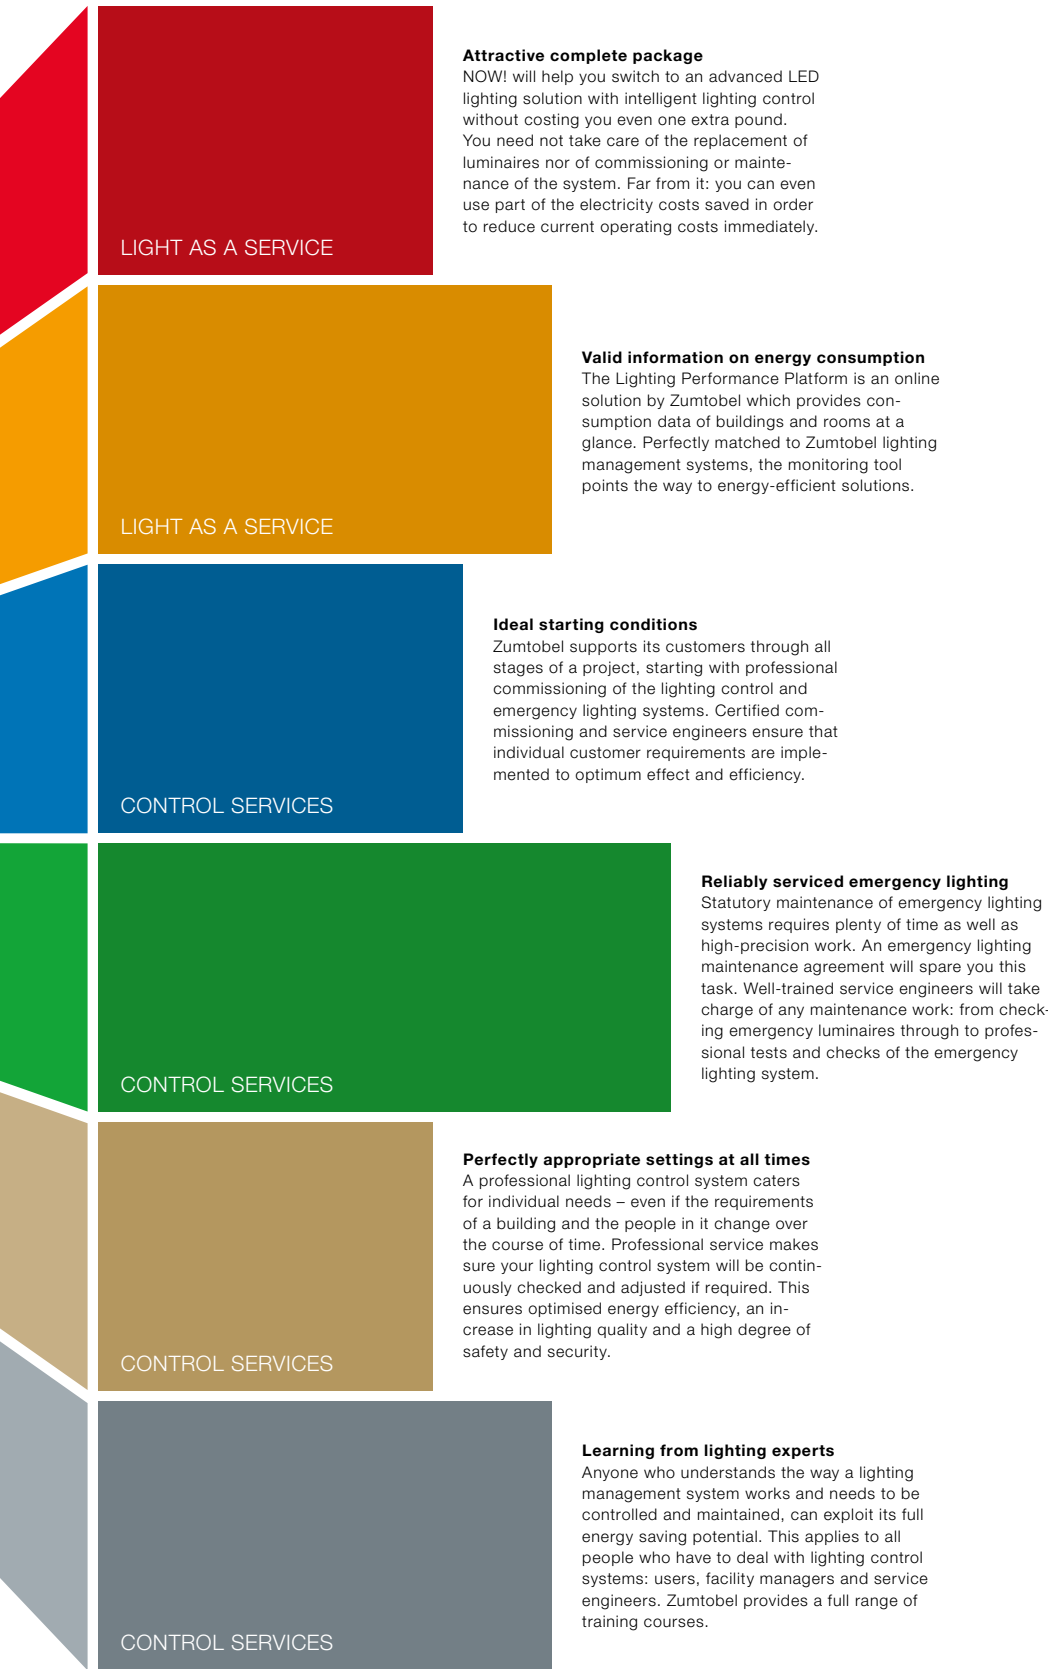 Attractive complete package
NOW! will help you switch to an advanced LED
lighting solution with intelligent lighting control
without costing you even one extra pound.
You need not take care of the replacement of
luminaires nor of commissioning or mainte-
nance of the system. Far from it: you can even
use part of the electricity costs saved in order
to reduce current operating costs immediately.
LIGHT AS A SERVICE
Valid information on energy consumption
The Lighting Performance Platform is an online
solution by Zumtobel which provides con-
sumption data of buildings and rooms at a
glance. Perfectly matched to Zumtobel lighting
management systems, the monitoring tool
points the way to energy-efficient solutions.
LIGHT AS A SERVICE
Ideal starting conditions
Zumtobel supports its customers through all
stages of a project, starting with professional
commissioning of the lighting control and
emergency lighting systems. Certified com-
missioning and service engineers ensure that
individual customer requirements are imple-
mented to optimum effect and efficiency.
CONTROL SERVICES
Reliably serviced emergency lighting
Statutory maintenance of emergency lighting
systems requires plenty of time as well as
high-precision work. An emergency lighting
maintenance agreement will spare you this
task. Well-trained service engineers will take
charge of any maintenance work: from check-
ing emergency luminaires through to profes-
sional tests and checks of the emergency
lighting system.
CONTROL SERVICES
Perfectly appropriate settings at all times
A professional lighting control system caters
for individual needs – even if the requirements
of a building and the people in it change over
the course of time. Professional service makes
sure your lighting control system will be contin-
uously checked and adjusted if required. This
ensures optimised energy efficiency, an in-
crease in lighting quality and a high degree of
safety and security.
CONTROL SERVICES
Learning from lighting experts
Anyone who understands the way a lighting
management system works and needs to be
controlled and maintained, can exploit its full
energy saving potential. This applies to all
people who have to deal with lighting control
systems: users, facility managers and service
engineers. Zumtobel provides a full range of
training courses.
CONTROL SERVICES